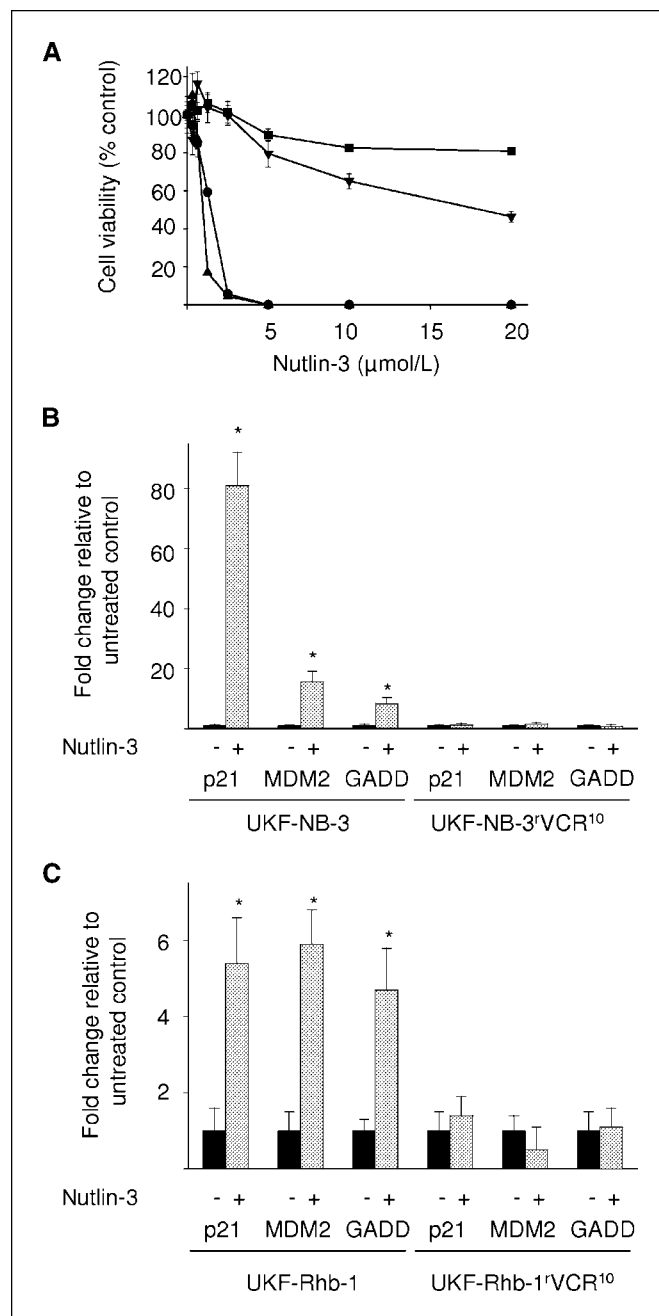 A
Cell viability (% control)
120
100
80
60
40
20
5 10 15 20
Nutlin-3 (µmol/L)
B
Fold change relative to
untreated control
80
60
40
20
* * *
Nutlin-3 - + - + - + - + - + - +
p21 MDM2 GADD p21 MDM2 GADD
UKF-NB-3 UKF-NB-3ʳVCR¹⁰
C
Fold change relative to
untreated control
6
4
2
* * *
Nutlin-3 - + - + - + - + - + - +
p21 MDM2 GADD p21 MDM2 GADD
UKF-Rhb-1 UKF-Rhb-1ʳVCR¹⁰